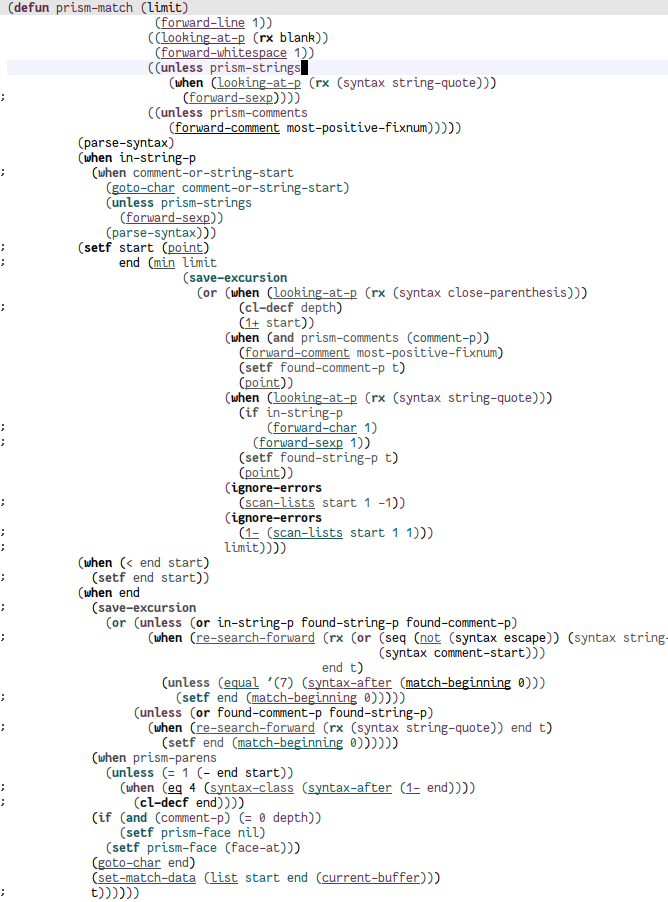 (defun prism-match (limit)
                     (forward-line 1))
                    ((looking-at-p (rx blank))
                     (forward-whitespace 1))
                    ((unless prism-strings
                       (when (looking-at-p (rx (syntax string-quote)))
;                        (forward-sexp))))
                    ((unless prism-comments
                       (forward-comment most-positive-fixnum)))))
          (parse-syntax)
          (when in-string-p
;           (when comment-or-string-start
              (goto-char comment-or-string-start)
              (unless prism-strings
                (forward-sexp))
              (parse-syntax)))
;         (setf start (point)
;               end (min limit
                         (save-excursion
                           (or (when (looking-at-p (rx (syntax close-parenthesis)))
;                                (cl-decf depth)
                                 (1+ start))
                               (when (and prism-comments (comment-p))
                                 (forward-comment most-positive-fixnum)
                                 (setf found-comment-p t)
                                 (point))
                               (when (looking-at-p (rx (syntax string-quote)))
                                 (if in-string-p
;                                    (forward-char 1)
;                                  (forward-sexp 1))
                                 (setf found-string-p t)
                                 (point))
                               (ignore-errors
;                                (scan-lists start 1 -1))
                               (ignore-errors
;                                (1- (scan-lists start 1 1)))
;                              limit))))
          (when (< end start)
;           (setf end start))
          (when end
;           (save-excursion
              (or (unless (or in-string-p found-string-p found-comment-p)
;                   (when (re-search-forward (rx (or (seq (not (syntax escape)) (syntax string-
                                                     (syntax comment-start)))
                                             end t)
                      (unless (equal '(7) (syntax-after (match-beginning 0)))
;                       (setf end (match-beginning 0)))))
                  (unless (or found-comment-p found-string-p)
;                   (when (re-search-forward (rx (syntax string-quote)) end t)
                      (setf end (match-beginning 0))))))
            (when prism-parens
              (unless (= 1 (- end start))
;               (when (eq 4 (syntax-class (syntax-after (1- end))))
;                 (cl-decf end))))
            (if (and (comment-p) (= 0 depth))
                (setf prism-face nil)
              (setf prism-face (face-at)))
            (goto-char end)
            (set-match-data (list start end (current-buffer)))
;           t))))))